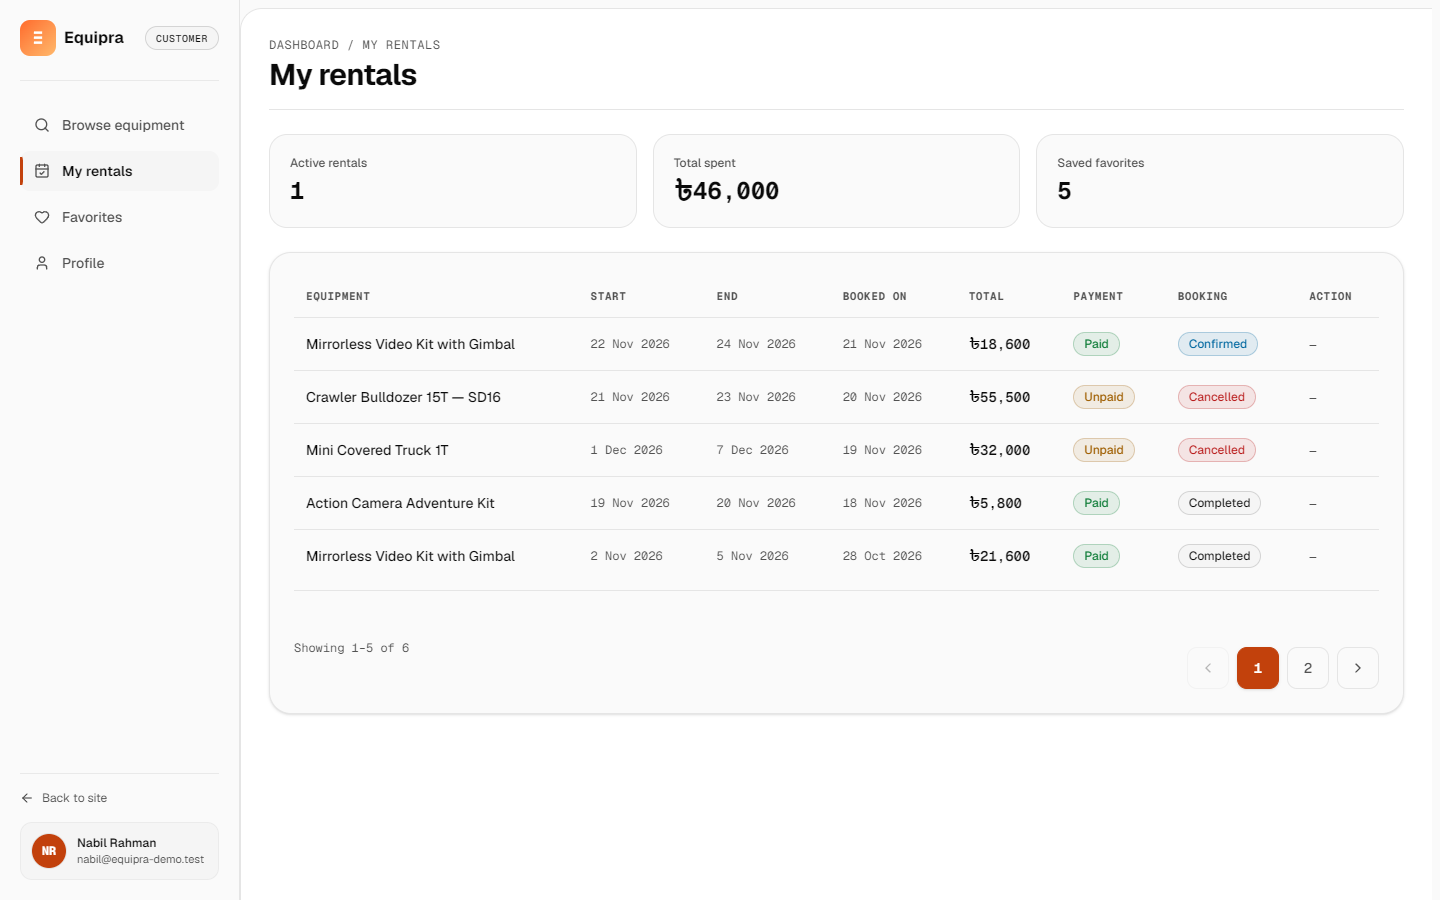 Equipra
CUSTOMER
Browse equipment
My rentals
Favorites
Profile
Back to site
NR
Nabil Rahman
nabil@equipra-demo.test
DASHBOARD / MY RENTALS
My rentals
Active rentals
1
Total spent
৳46,000
Saved favorites
5
EQUIPMENT START END BOOKED ON TOTAL PAYMENT BOOKING ACTION
Mirrorless Video Kit with Gimbal 22 Nov 2026 24 Nov 2026 21 Nov 2026 ৳18,600 Paid Confirmed –
Crawler Bulldozer 15T — SD16 21 Nov 2026 23 Nov 2026 20 Nov 2026 ৳55,500 Unpaid Cancelled –
Mini Covered Truck 1T 1 Dec 2026 7 Dec 2026 19 Nov 2026 ৳32,000 Unpaid Cancelled –
Action Camera Adventure Kit 19 Nov 2026 20 Nov 2026 18 Nov 2026 ৳5,800 Paid Completed –
Mirrorless Video Kit with Gimbal 2 Nov 2026 5 Nov 2026 28 Oct 2026 ৳21,600 Paid Completed –
Showing 1–5 of 6
1 2